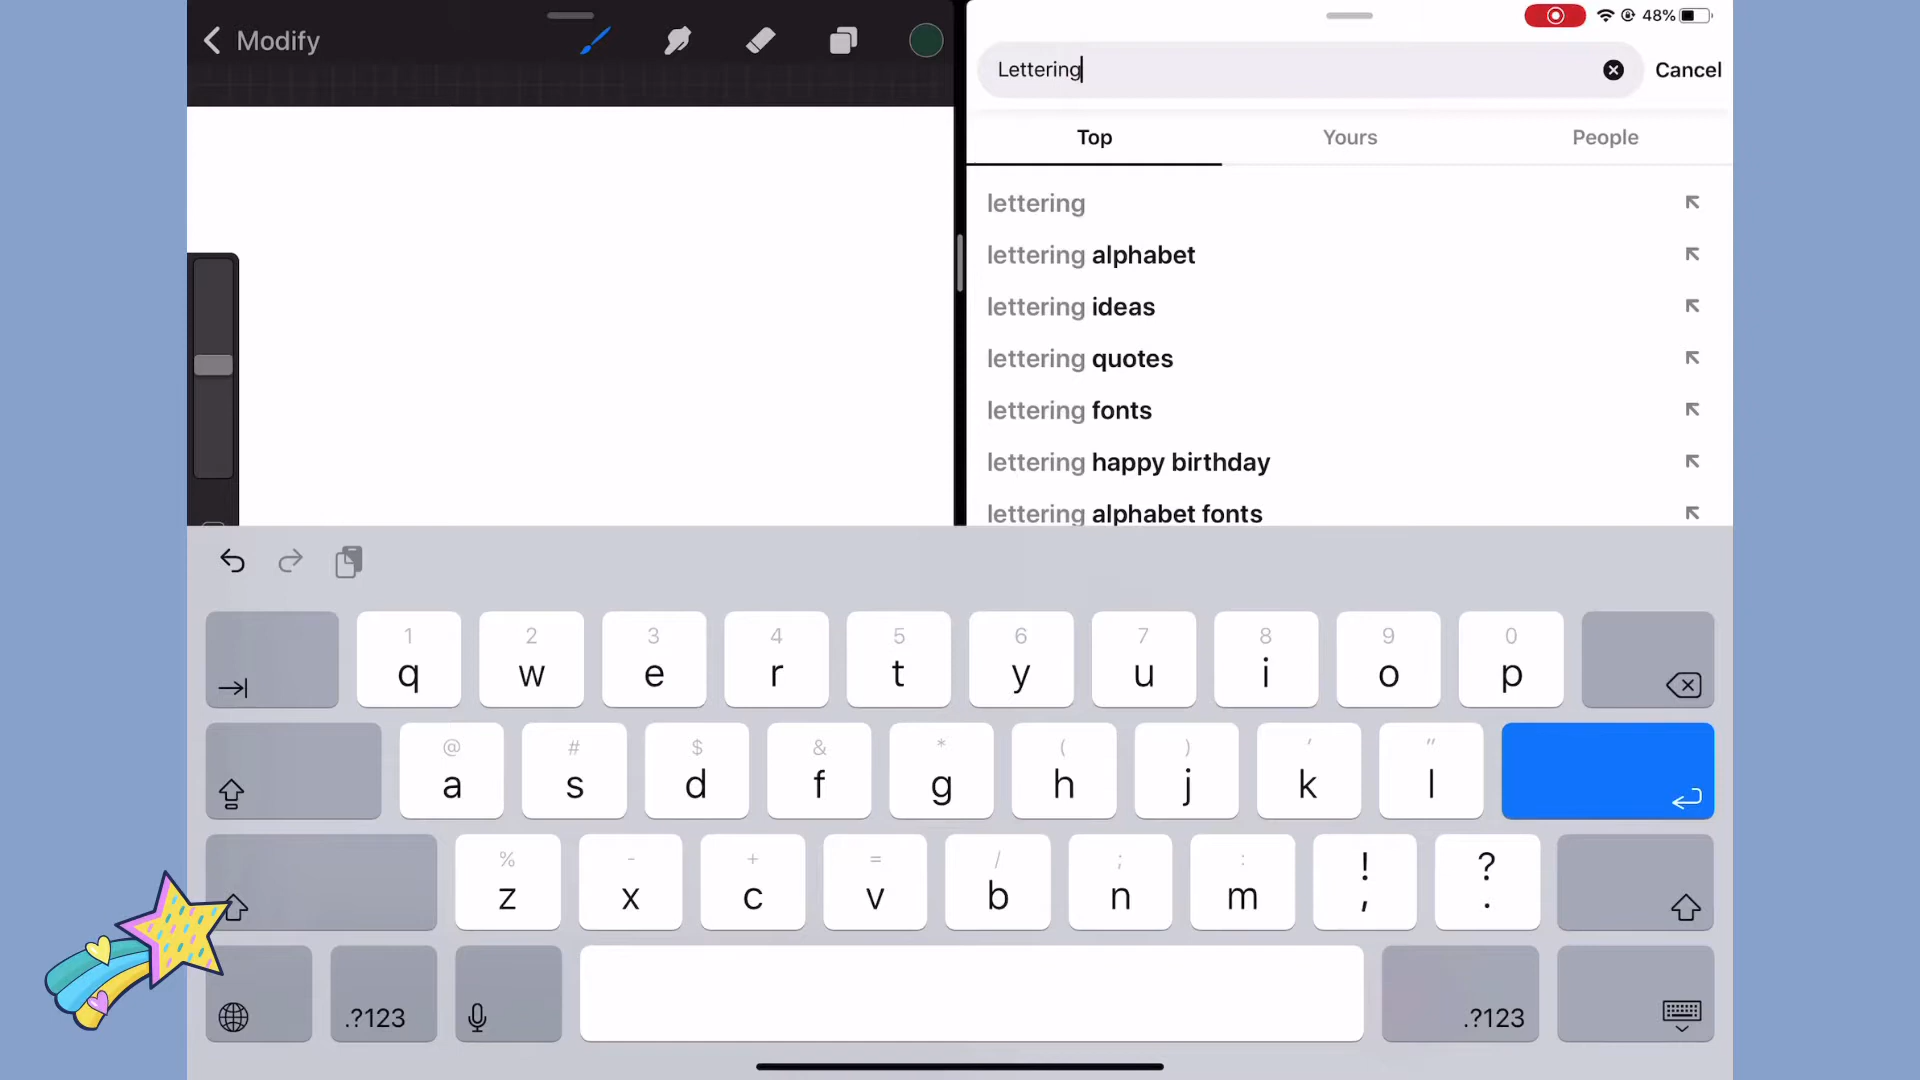 Modify
48%
Lettering
Cancel
Top Yours People
lettering
lettering alphabet
lettering ideas
lettering quotes
lettering fonts
lettering happy birthday
lettering alphabet fonts
1 2 3 4 5 6 7 8 9 0
q w e r t y u i o p
@ # $ & * ( ) ' "
a s d f g h j k l
% - + = / ; : ! ?
z x c v b n m , .
.?123 .?123